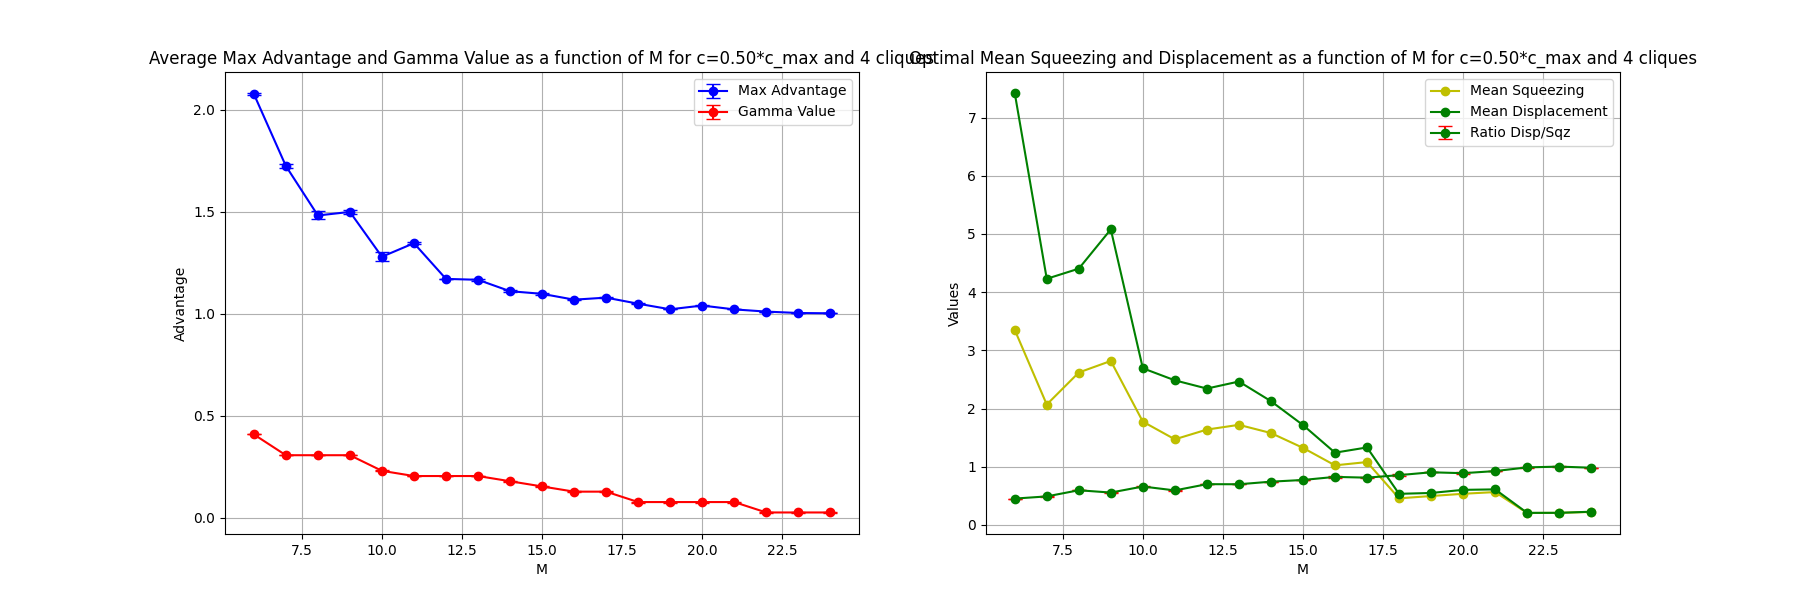 Average Max Advantage and Gamma Value as a function of M for c=0.50*c_max and 4 cliques
Optimal Mean Squeezing and Displacement as a function of M for c=0.50*c_max and 4 cliques
Max Advantage
Gamma Value
Advantage
2.0
1.5
1.0
0.5
0.0
7.5 10.0 12.5 15.0 17.5 20.0 22.5
M
Mean Squeezing
Mean Displacement
Ratio Disp/Sqz
Values
7
6
5
4
3
2
1
0
7.5 10.0 12.5 15.0 17.5 20.0 22.5
M